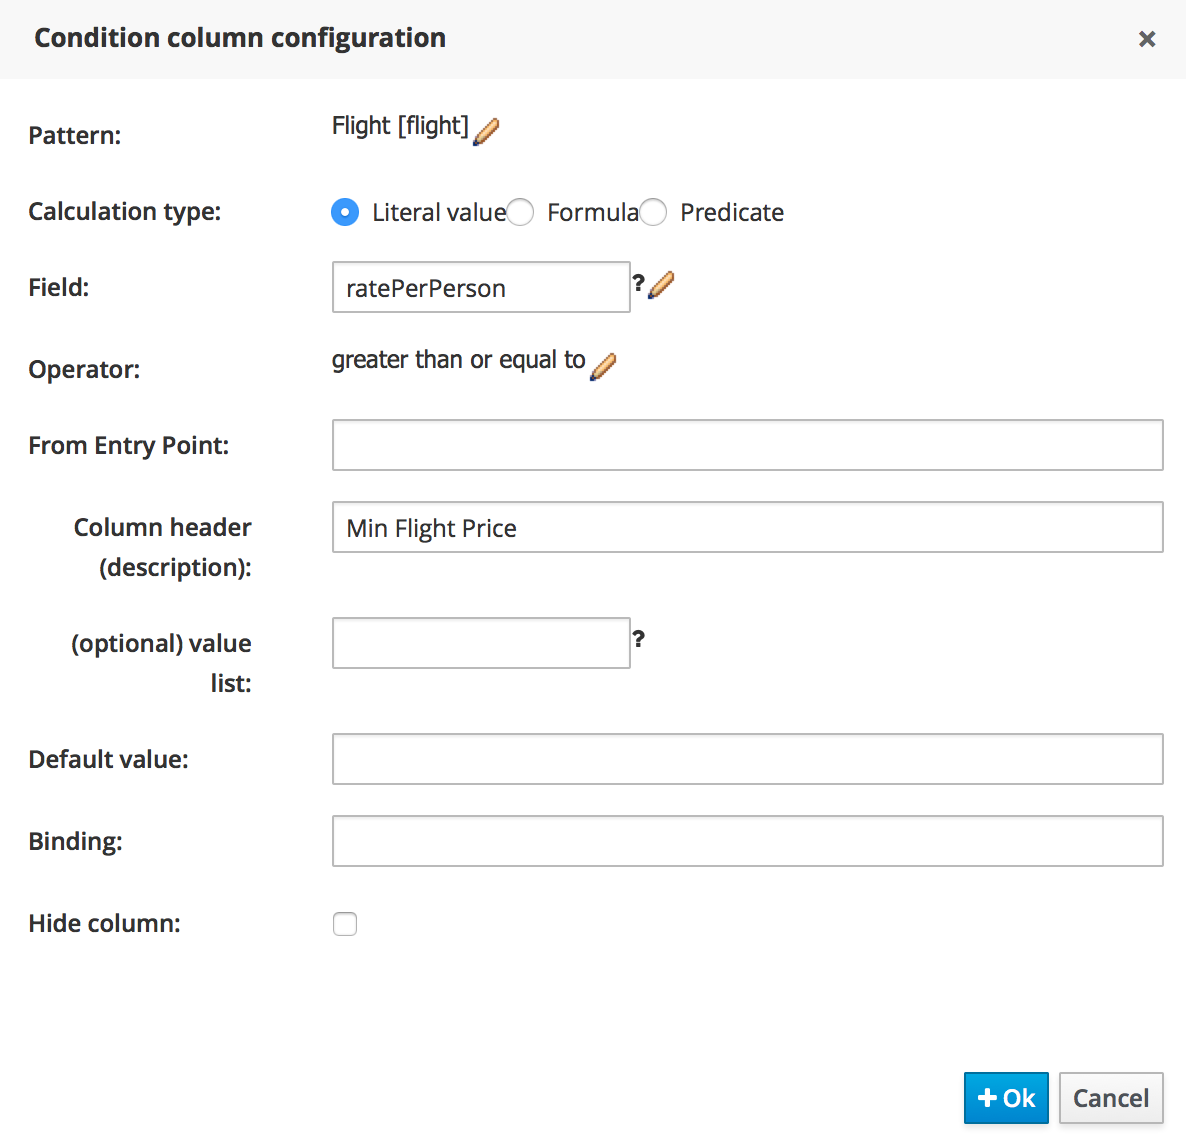 Condition column configuration
Pattern:
Flight [flight]
Calculation type:
Literal value Formula Predicate
Field:
ratePerPerson ?
Operator:
greater than or equal to
From Entry Point:
Column header
(description):
Min Flight Price
(optional) value
list:
?
Default value:
Binding:
Hide column:
+ Ok Cancel